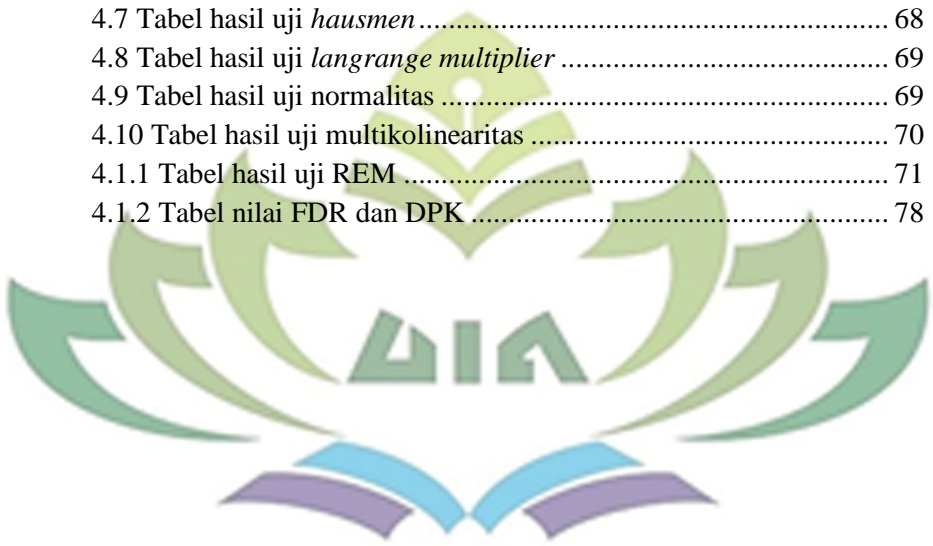 4.7 Tabel hasil uji hausmen ................................................................ 68
4.8 Tabel hasil uji langrange multiplier ............................................ 69
4.9 Tabel hasil uji normalitas ............................................................ 69
4.10 Tabel hasil uji multikolinearitas ................................................ 70
4.1.1 Tabel hasil uji REM .................................................................. 71
4.1.2 Tabel nilai FDR dan DPK ......................................................... 78
UIN